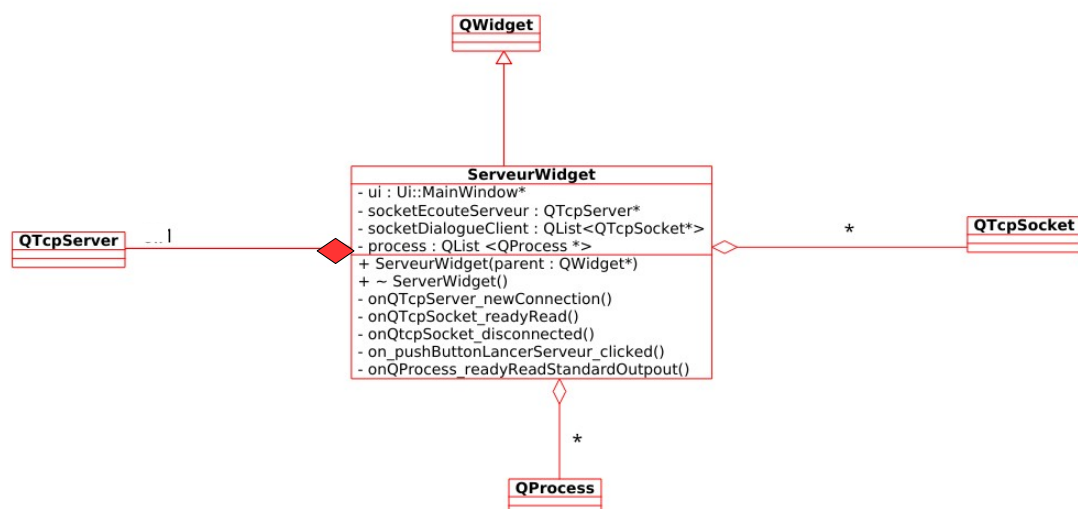 QWidget
ServeurWidget
- ui : Ui::MainWindow*
- socketEcouteServeur : QTcpServer*
- socketDialogueClient : QList<QTcpSocket*>
- process : QList <QProcess *>
+ ServeurWidget(parent : QWidget*)
+ ~ ServerWidget()
- onQTcpServer_newConnection()
- onQTcpSocket_readyRead()
- onQtcpSocket_disconnected()
- on_pushButtonLancerServeur_clicked()
- onQProcess_readyReadStandardOutpout()
QTcpServer
*
QTcpSocket
*
QProcess